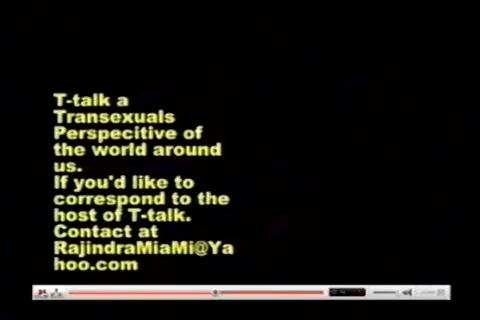 T-talk a
Transexuals
Perspecitive of
the world around
us.
If you'd like to
correspond to the
host of T-talk.
Contact at
RajindraMiaMi@Ya
hoo.com